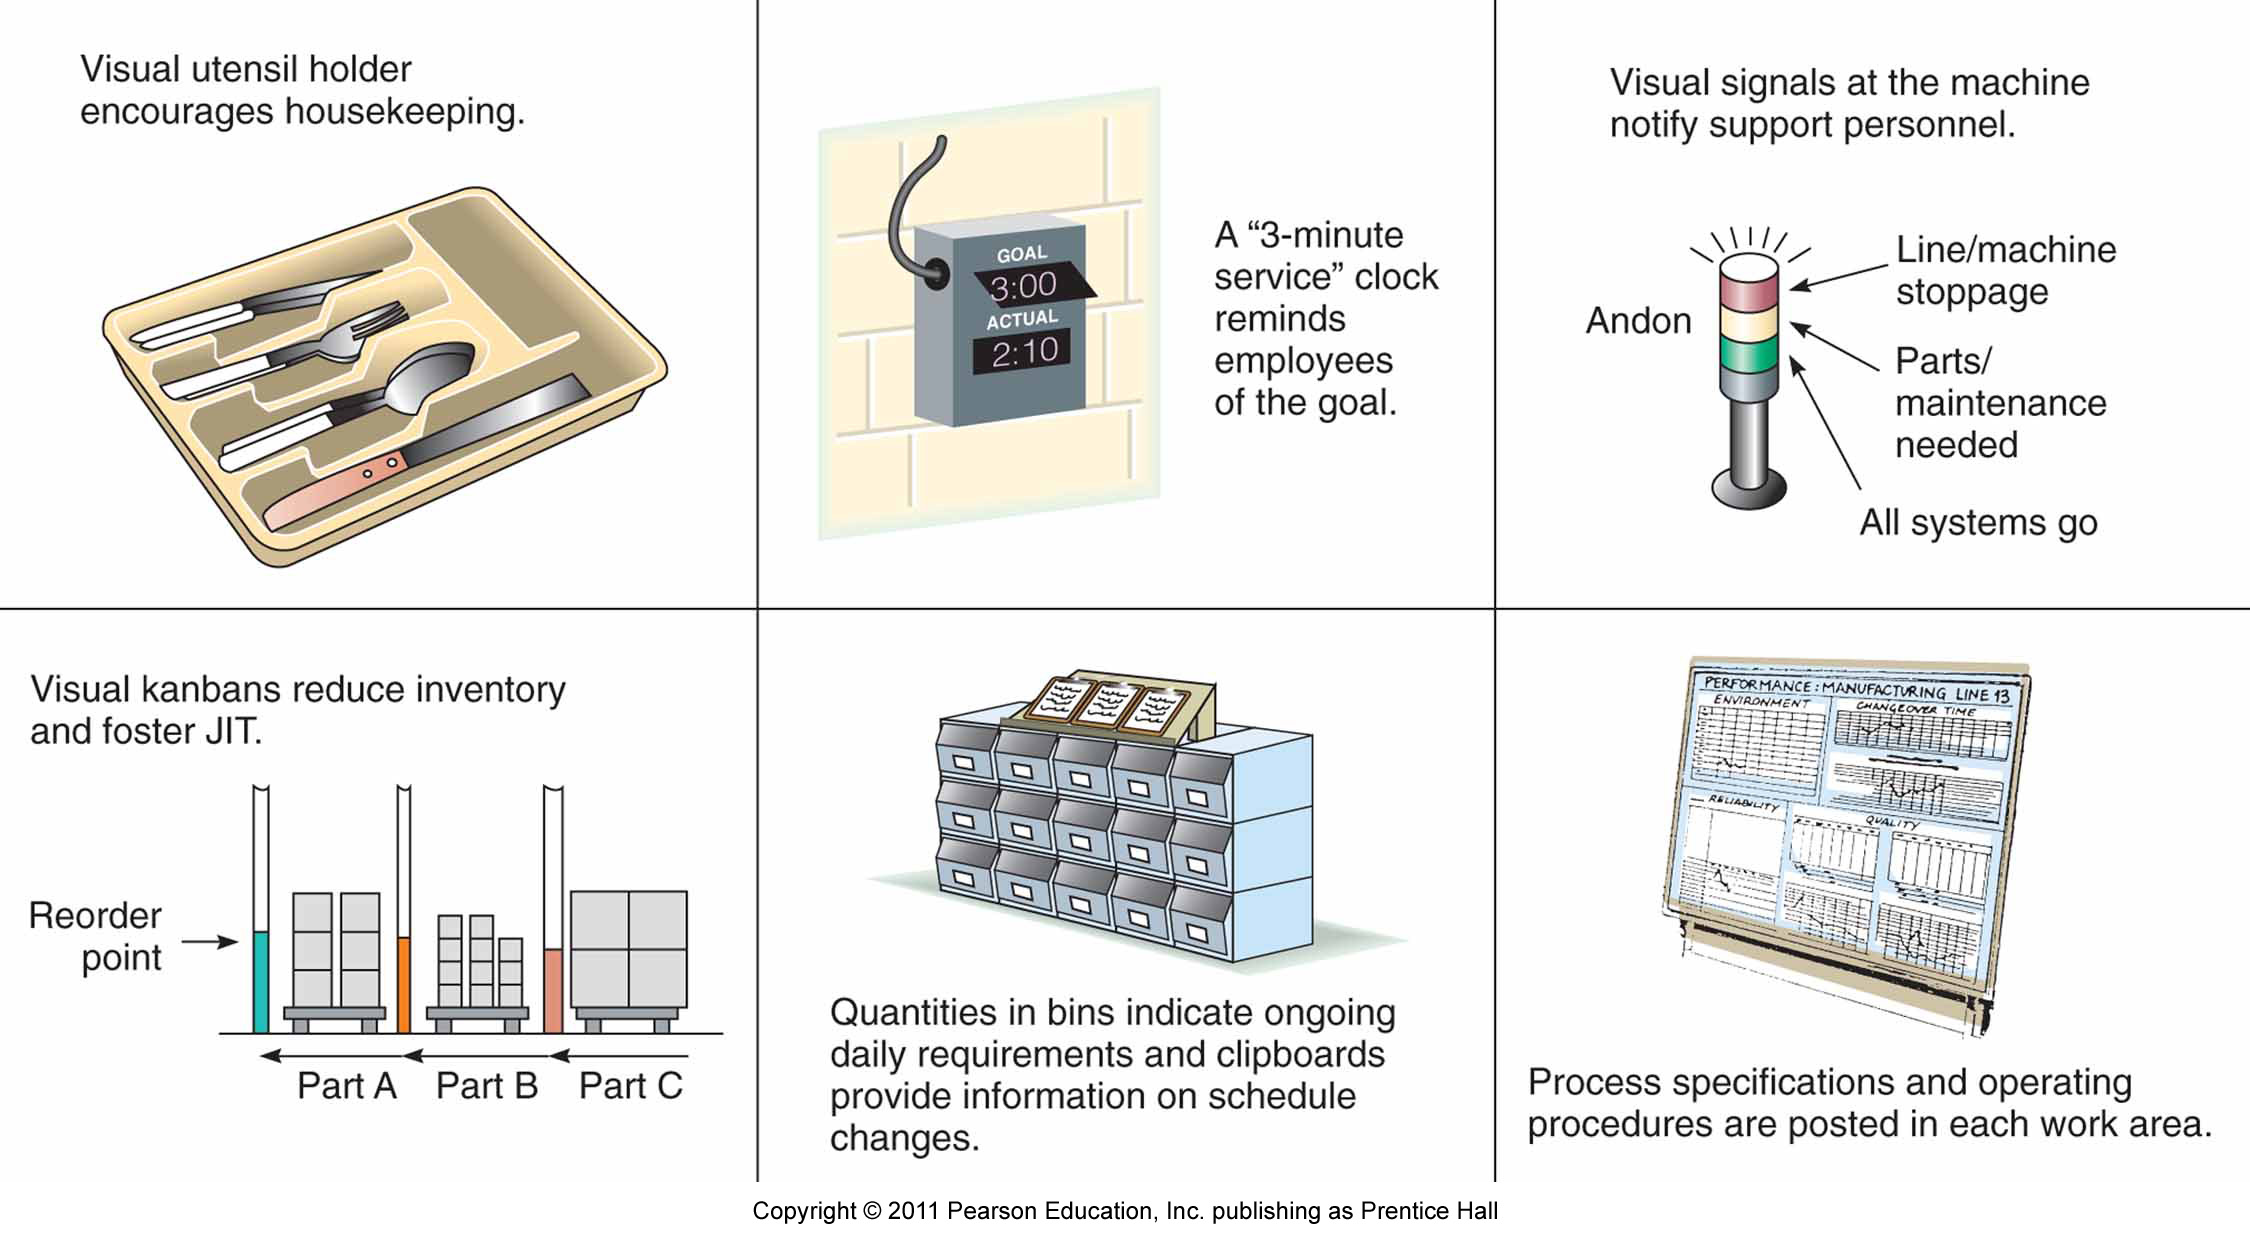 Visual utensil holder
encourages housekeeping.
GOAL
3:00
ACTUAL
2:10
A “3-minute
service” clock
reminds
employees
of the goal.
Visual signals at the machine
notify support personnel.
Andon
Line/machine
stoppage
Parts/
maintenance
needed
All systems go
Visual kanbans reduce inventory
and foster JIT.
Reorder
point
Part A
Part B
Part C
Quantities in bins indicate ongoing
daily requirements and clipboards
provide information on schedule
changes.
PERFORMANCE: MANUFACTURING LINE 13
ENVIRONMENT
CHANGEOVER TIME
RELIABILITY
QUALITY
Process specifications and operating
procedures are posted in each work area.
Copyright © 2011 Pearson Education, Inc. publishing as Prentice Hall